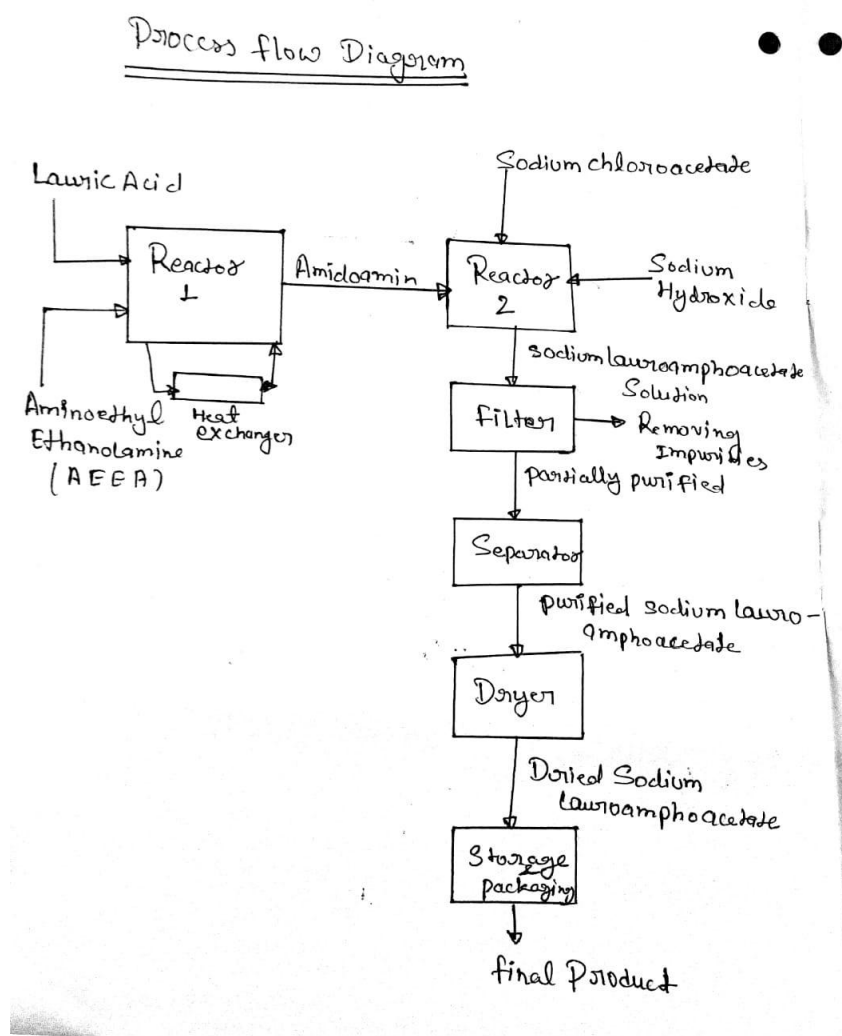 Process flow Diagram
Sodium chloroacetate
Lauric Acid
Reactor
1
Amidoamin
Reactor
2
Sodium
Hydroxide
Aminoethyl
Ethanolamine
(AEEA)
Heat
exchanger
sodium lauroamphoacetate
Solution
Filter
Removing
Impurities
partially purified
Separator
purified sodium lauro-
amphoacetate
Dryer
Dried Sodium
lauroamphoacetate
Storage
packaging
final Product